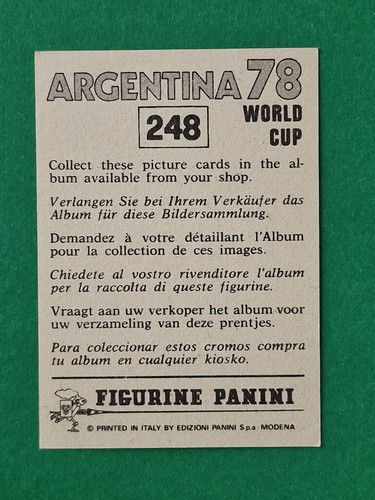 ARGENTINA 78
248
WORLD
CUP
Collect these picture cards in the al-
bum available from your shop.
Verlangen Sie bei Ihrem Verkäufer das
Album für diese Bildersammlung.
Demandez à votre détaillant l'Album
pour la collection de ces images.
Chiedete al vostro rivenditore l'album
per la raccolta di queste figurine.
Vraagt aan uw verkoper het album voor
uw verzameling van deze prentjes.
Para coleccionar estos cromos compra
tu album en cualquier kiosko.
FIGURINE PANINI
© PRINTED IN ITALY BY EDIZIONI PANINI S.p.a - MODENA